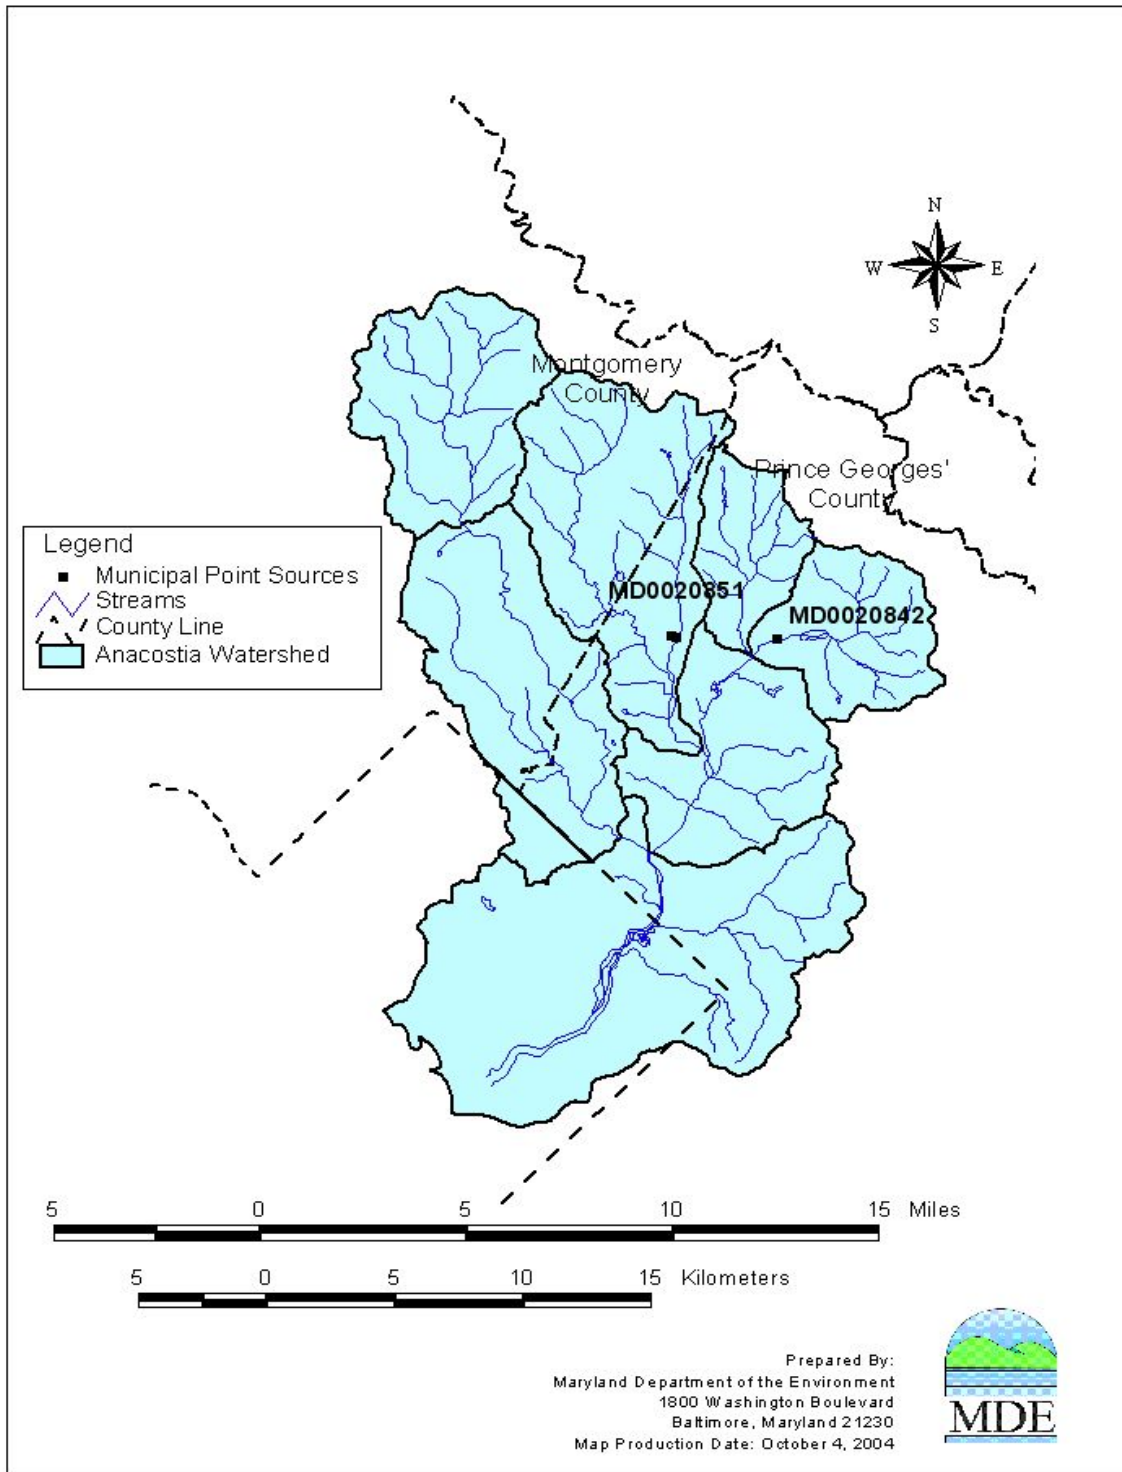 N
W E
S
Montgomery
County
Prince Georges'
County
Legend
Municipal Point Sources
Streams
County Line
Anacostia Watershed
MD0020851
MD0020842
5 0 5 10 15 Miles
5 0 5 10 15 Kilometers
Prepared By:
Maryland Department of the Environment
1800 Washington Boulevard
Baltimore, Maryland 21230
Map Production Date: October 4, 2004
MDE